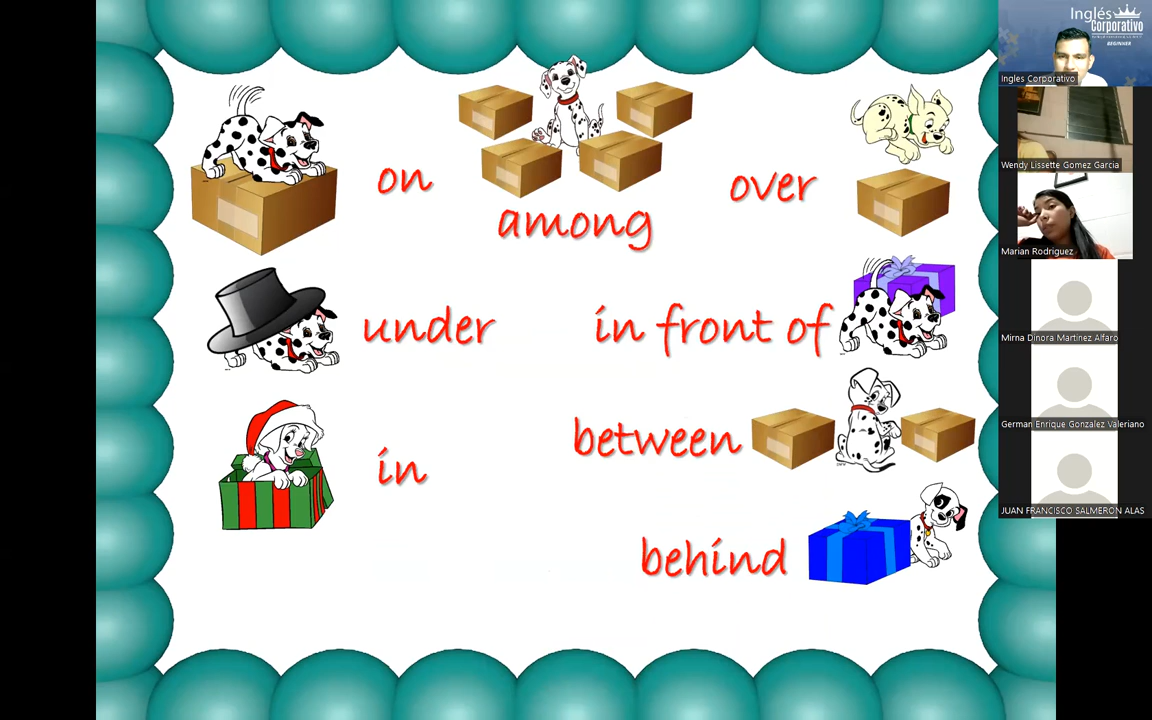 on
among
over
under
in front of
between
in
behind
Inglés
Corporativo
BEGINNER
Ingles Corporativo
Wendy Lissette Gomez Garcia
Marian Rodriguez
Mirna Dinora Martinez Alfaro
German Enrique Gonzalez Valeriano
JUAN FRANCISCO SALMERON ALAS